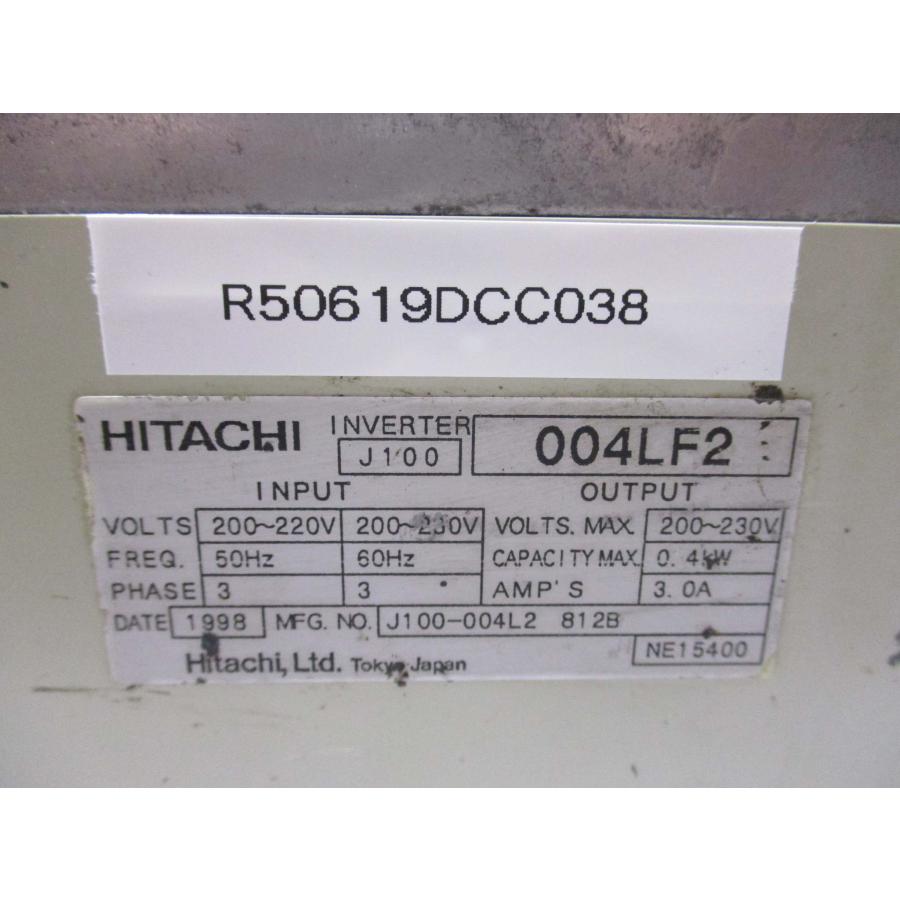 R50619DCC038
HITACHI INVERTER J100 004LF2
INPUT OUTPUT
VOLTS 200~220V 200~230V VOLTS. MAX. 200~230V
FREQ. 50Hz 60Hz CAPACITY MAX. 0.4kW
PHASE 3 3 AMP'S 3.0A
DATE 1998 MFG. NO. J100-004L2 812B
NE15400
Hitachi, Ltd. Tokyo Japan